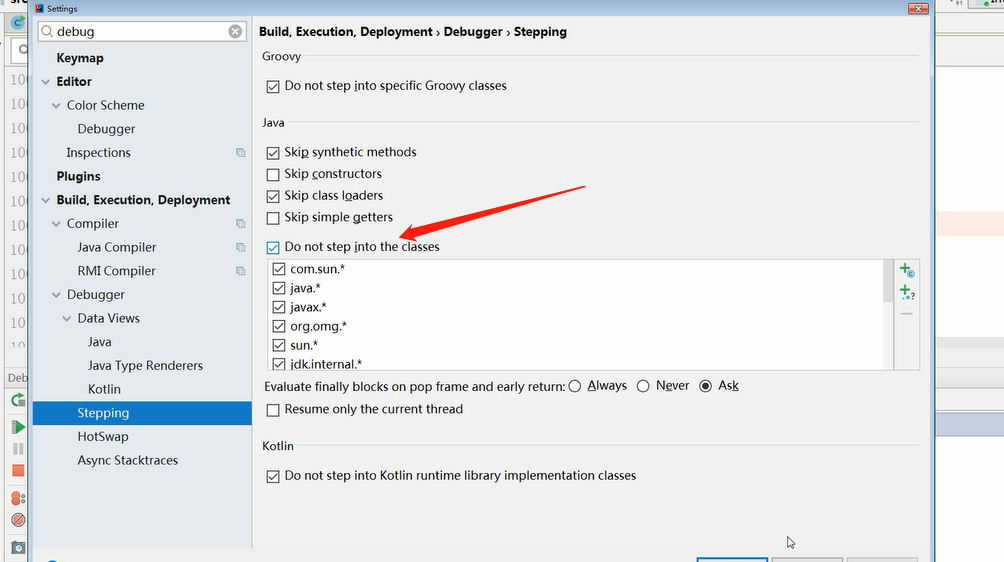 Settings
debug
Build, Execution, Deployment › Debugger › Stepping
Keymap
Editor
Color Scheme
Debugger
Inspections
Plugins
Build, Execution, Deployment
Compiler
Java Compiler
RMI Compiler
Debugger
Data Views
Java
Java Type Renderers
Kotlin
Stepping
HotSwap
Async Stacktraces
Groovy
Do not step into specific Groovy classes
Java
Skip synthetic methods
Skip constructors
Skip class loaders
Skip simple getters
Do not step into the classes
com.sun.*
java.*
javax.*
org.omg.*
sun.*
jdk.internal.*
Evaluate finally blocks on pop frame and early return: Always Never Ask
Resume only the current thread
Kotlin
Do not step into Kotlin runtime library implementation classes